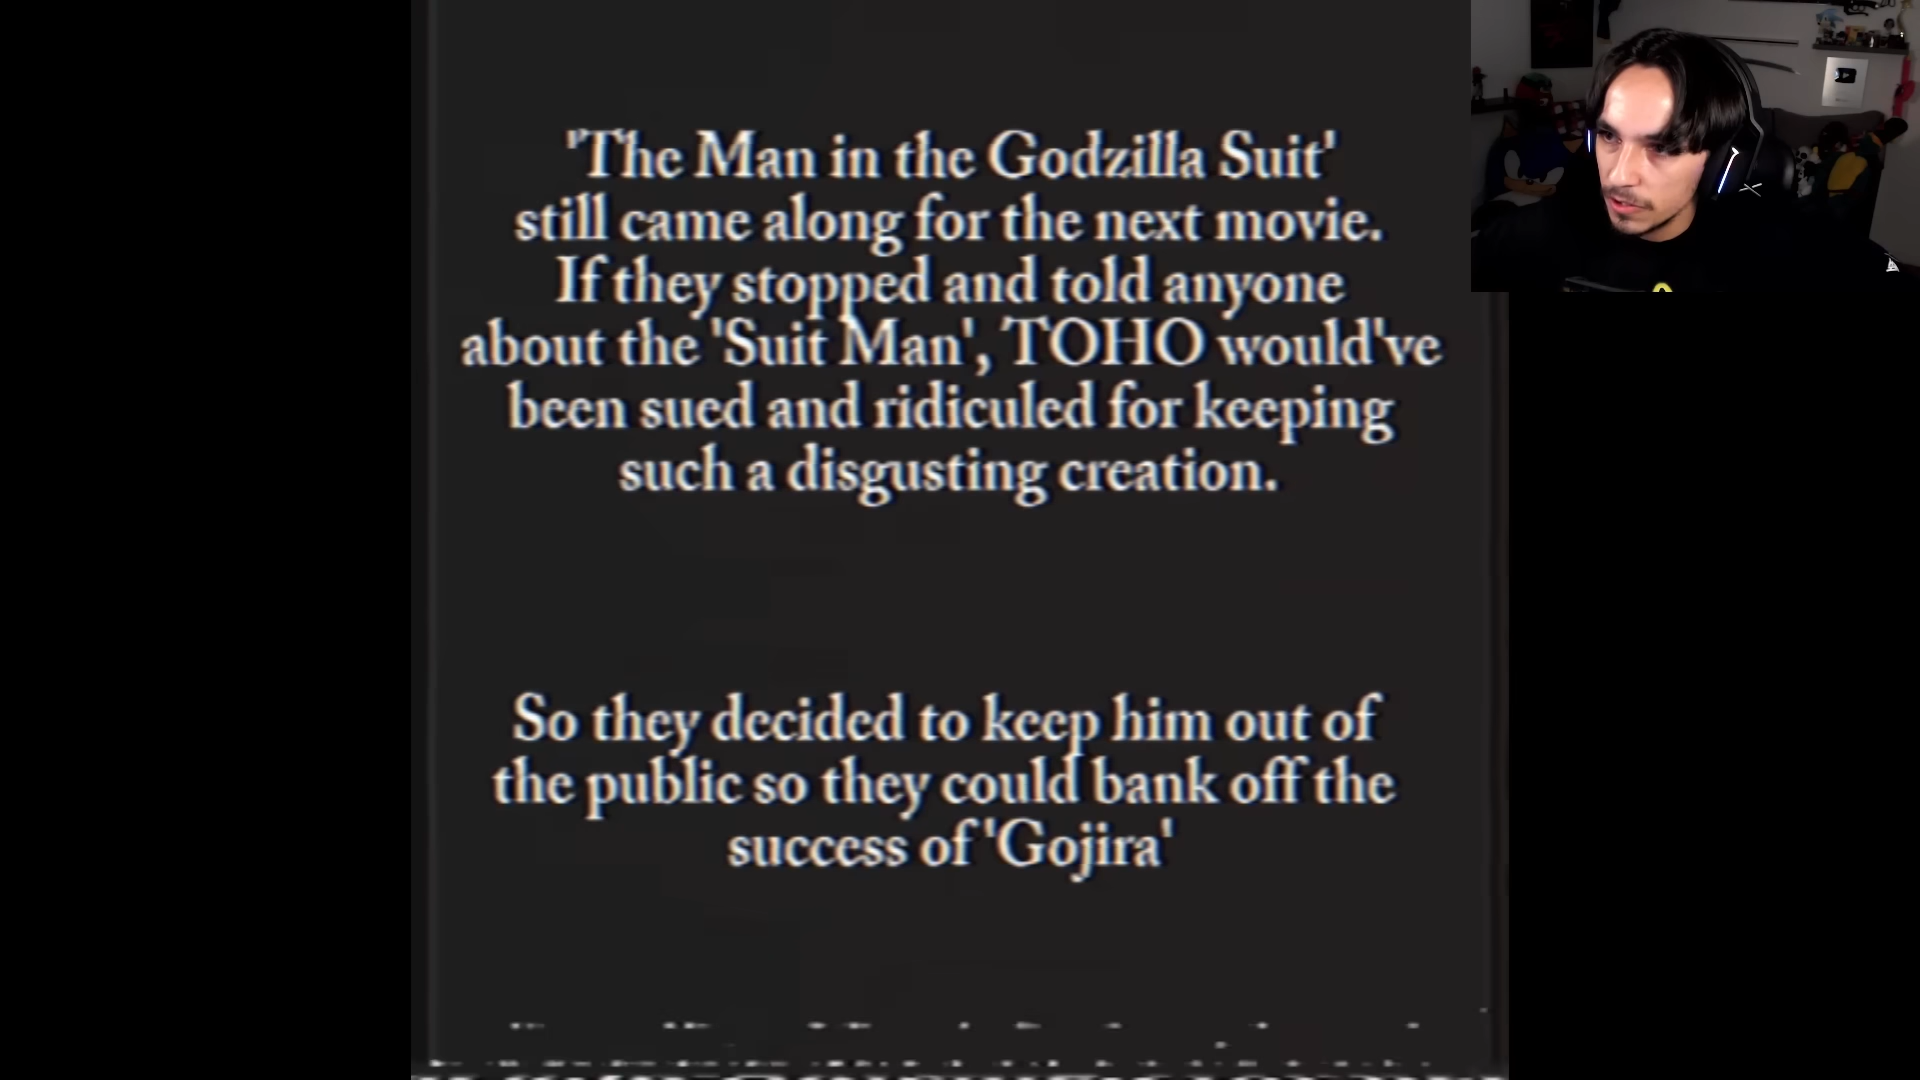 'The Man in the Godzilla Suit'
still came along for the next movie.
If they stopped and told anyone
about the 'Suit Man', TOHO would've
been sued and ridiculed for keeping
such a disgusting creation.
So they decided to keep him out of
the public so they could bank off the
success of 'Gojira'